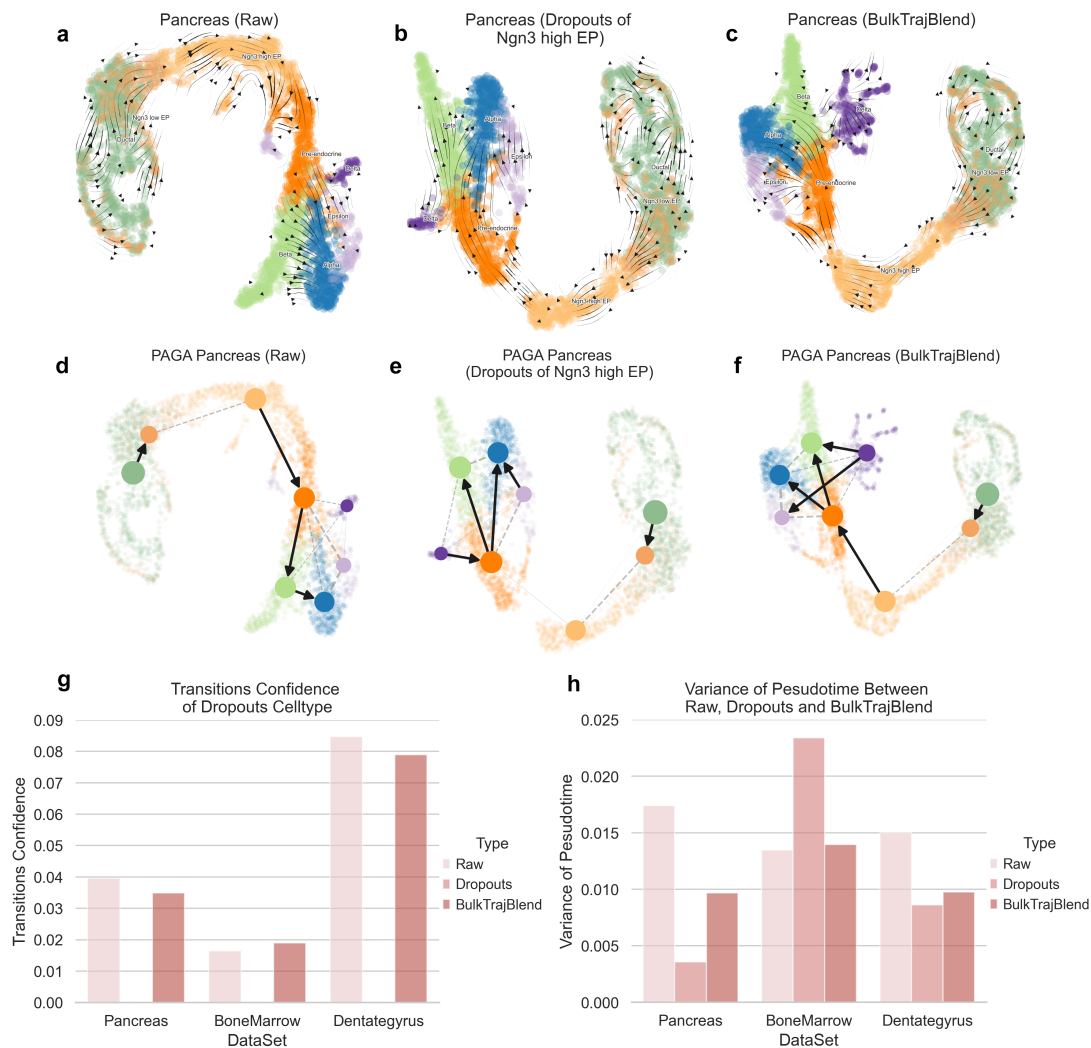 a
Pancreas (Raw)
Ngn3 high EP
Ngn3 low EP
Ductal
Pre-endocrine
Delta
Epsilon
Beta
Alpha
b
Pancreas (Dropouts of
Ngn3 high EP)
Beta
Alpha
Epsilon
Delta
Pre-endocrine
Ductal
Ngn3 low EP
Ngn3 high EP
c
Pancreas (BulkTrajBlend)
Beta
Delta
Alpha
Epsilon
Pre-endocrine
Ductal
Ngn3 low EP
Ngn3 high EP
d
PAGA Pancreas (Raw)
e
PAGA Pancreas
(Dropouts of Ngn3 high EP)
f
PAGA Pancreas (BulkTrajBlend)
g
Transitions Confidence
of Dropouts Celltype
Transitions Confidence
0.09
0.08
0.07
0.06
0.05
0.04
0.03
0.02
0.01
0.00
Pancreas
BoneMarrow
Dentategyrus
DataSet
Type
Raw
Dropouts
BulkTrajBlend
h
Variance of Pesudotime Between
Raw, Dropouts and BulkTrajBlend
Variance of Pesudotime
0.025
0.020
0.015
0.010
0.005
0.000
Pancreas
BoneMarrow
Dentategyrus
DataSet
Type
Raw
Dropouts
BulkTrajBlend